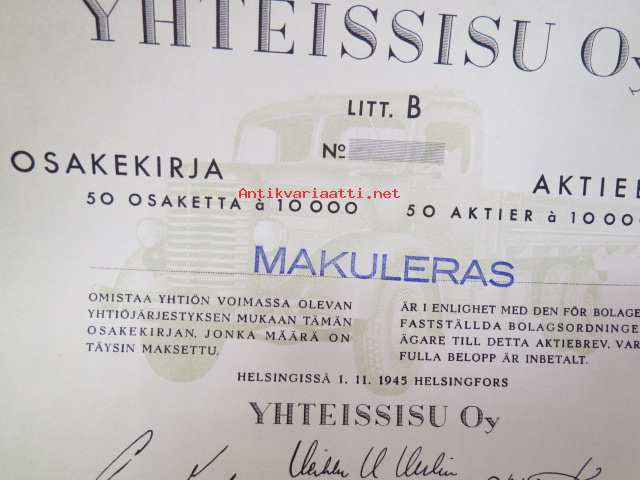 YHTEISSISU Oy
LITT. B
Nº
OSAKEKIRJA
50 OSAKETTA à 10 000
AKTIEB
50 AKTIER à 10 000
Antikvariaatti.net
MAKULERAS
OMISTAA YHTIÖN VOIMASSA OLEVAN
YHTIÖJÄRJESTYKSEN MUKAAN TÄMÄN
OSAKEKIRJAN, JONKA MÄÄRÄ ON
TÄYSIN MAKSETTU.
ÄR I ENLIGHET MED DEN FÖR BOLAGE
FASTSTÄLLDA BOLAGSORDNINGE
ÄGARE TILL DETTA AKTIEBREV. VAR
FULLA BELOPP ÄR INBETALT.
HELSINGISSÄ 1. 11. 1945 HELSINGFORS
YHTEISSISU Oy